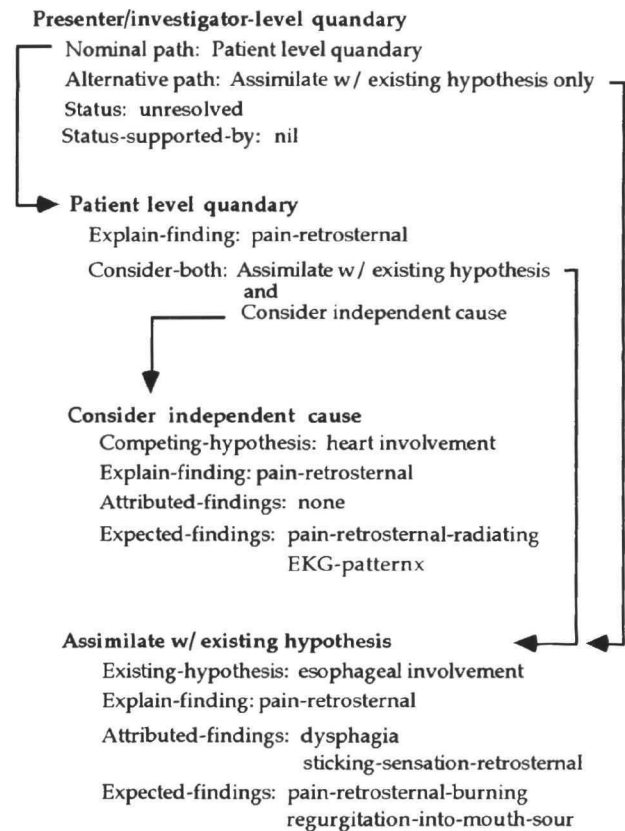 Presenter/investigator-level quandary
Nominal path: Patient level quandary
Alternative path: Assimilate w/ existing hypothesis only
Status: unresolved
Status-supported-by: nil
Patient level quandary
Explain-finding: pain-retrosternal
Consider-both: Assimilate w/ existing hypothesis
and
Consider independent cause
Consider independent cause
Competing-hypothesis: heart involvement
Explain-finding: pain-retrosternal
Attributed-findings: none
Expected-findings: pain-retrosternal-radiating
EKG-patternx
Assimilate w/ existing hypothesis
Existing-hypothesis: esophageal involvement
Explain-finding: pain-retrosternal
Attributed-findings: dysphagia
sticking-sensation-retrosternal
Expected-findings: pain-retrosternal-burning
regurgitation-into-mouth-sour